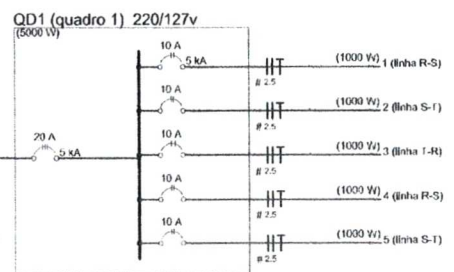 QD1 (quadro 1) 220/127v
(5000 W)
10 A
5 kA
(1000 W) 1 (linha R-S)
# 2.5
10 A
(1000 W) 2 (linha S-T)
# 2.5
20 A
5 kA
10 A
(1000 W) 3 (linha T-R)
# 2.5
10 A
(1000 W) 4 (linha R-S)
# 2.5
10 A
(1000 W) 5 (linha S-T)
# 2.5